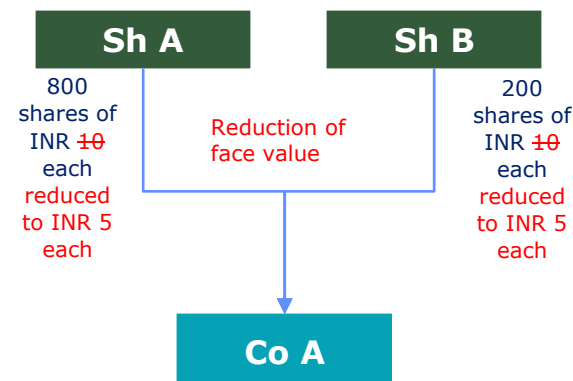 Sh A
Sh B
800
shares of
INR 10
each
reduced
to INR 5
each
Reduction of
face value
200
shares of
INR 10
each
reduced
to INR 5
each
Co A